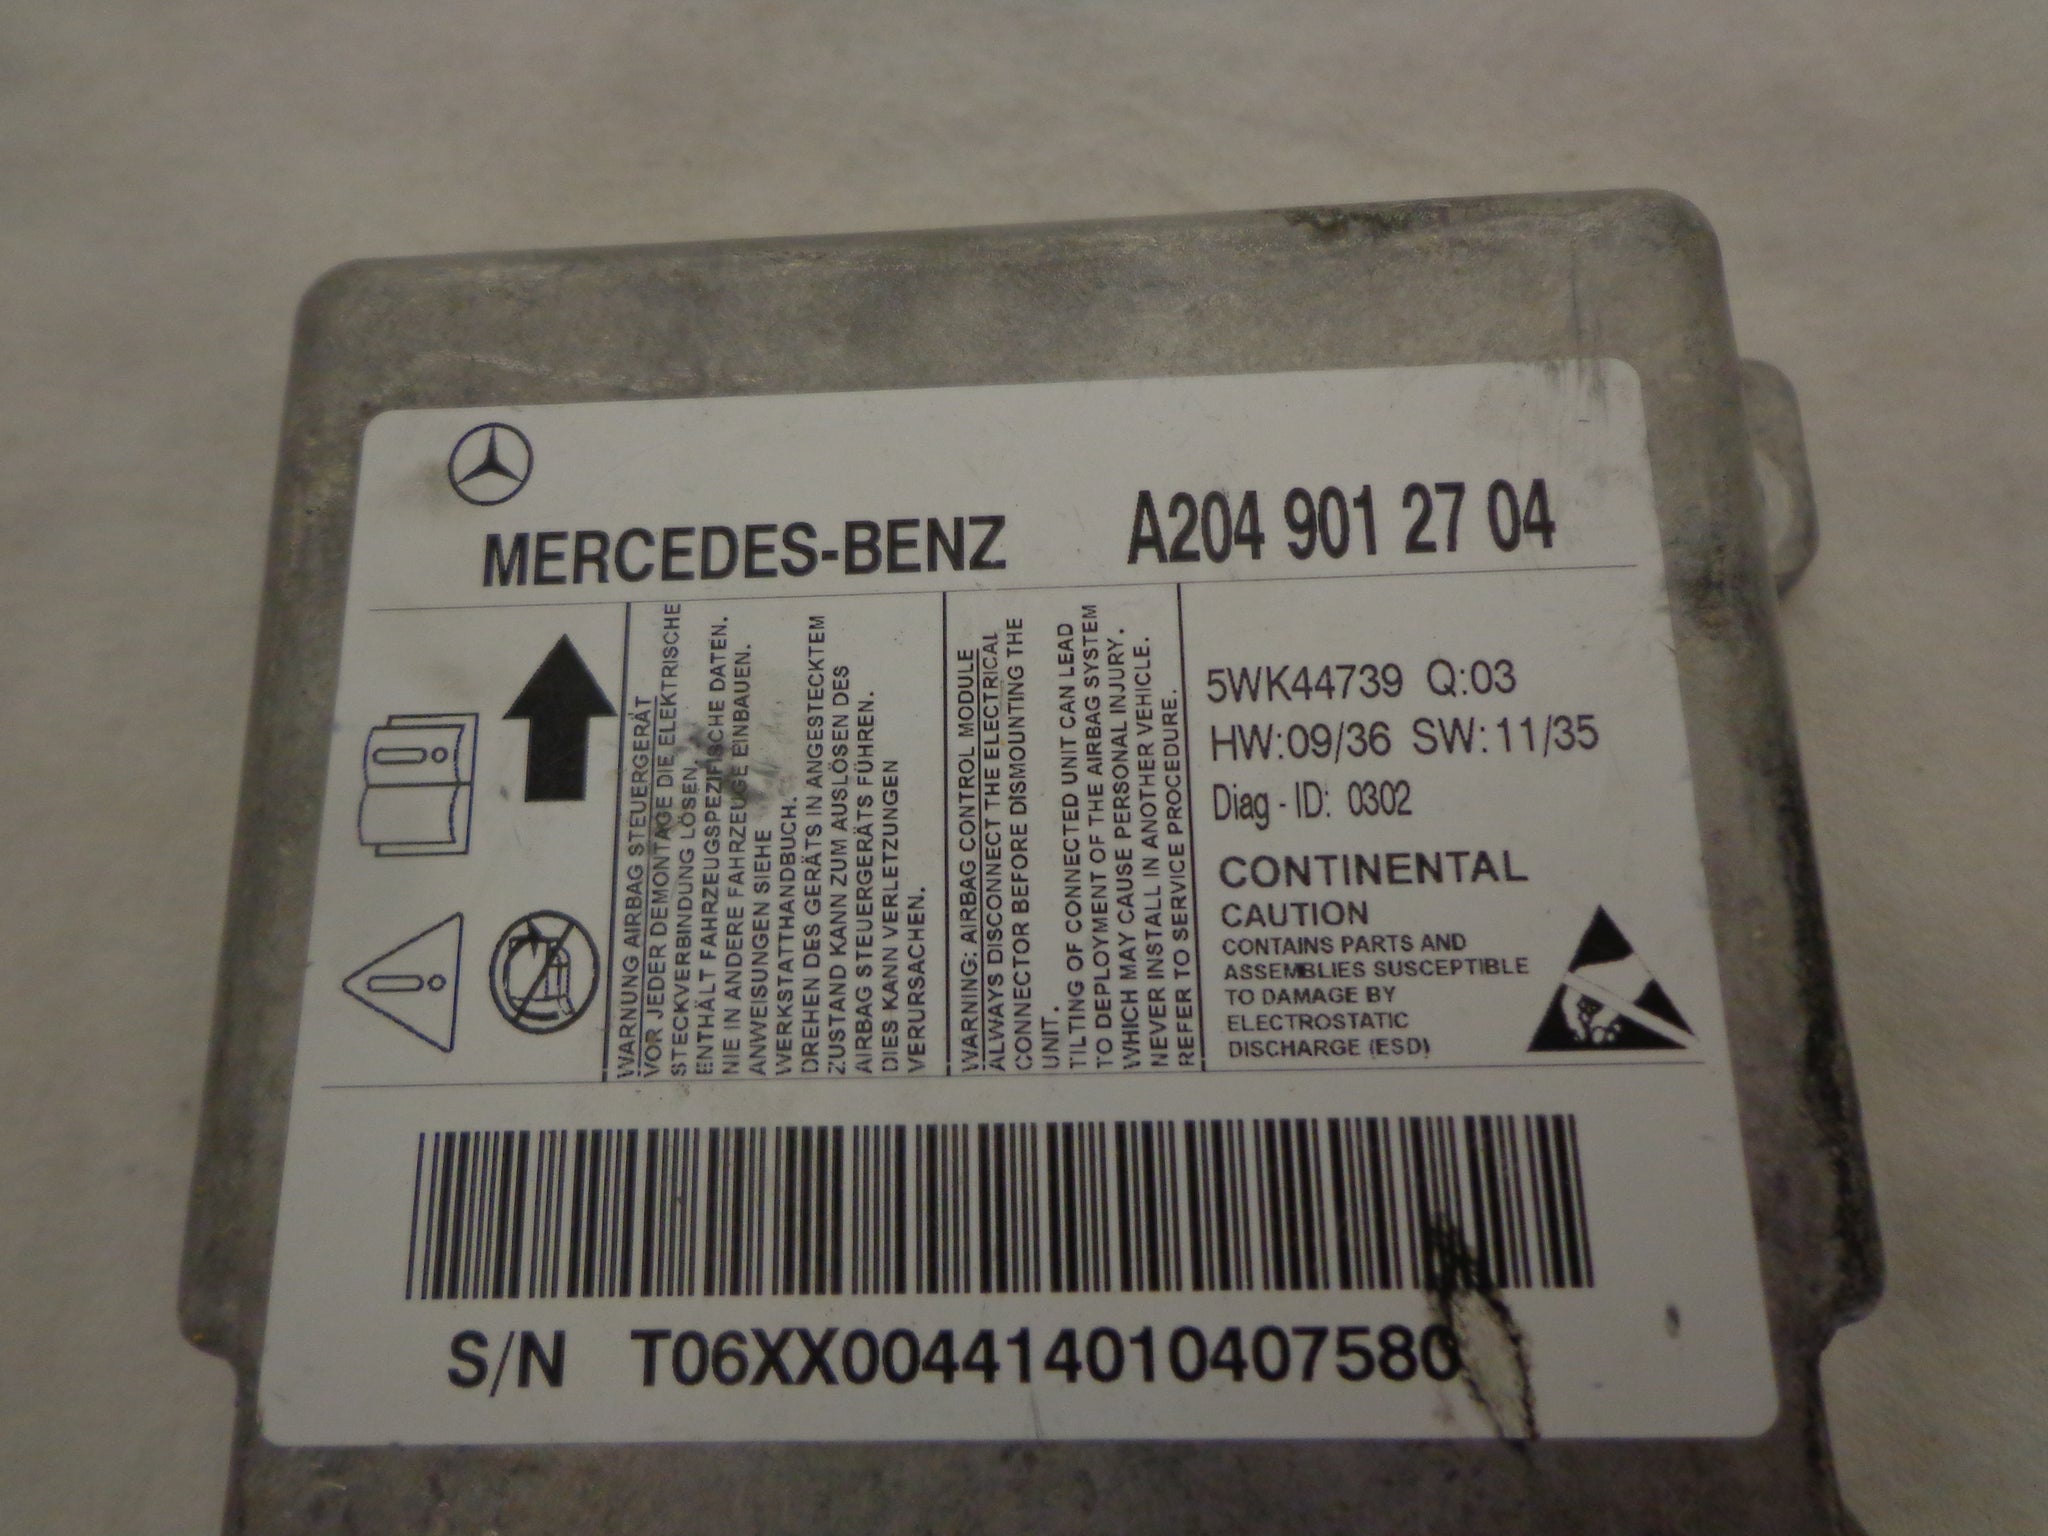 MERCEDES-BENZ A204 901 27 04
WARNUNG AIRBAG STEUERGERÄT
VOR JEDER DEMONTAGE DIE ELEKTRISCHE
STECKVERBINDUNG LÖSEN.
ENTHÄLT FAHRZEUGSPEZIFISCHE DATEN.
NIE IN ANDERE FAHRZEUGE EINBAUEN.
ANWEISUNGEN SIEHE
WERKSTATTHANDBUCH.
DREHEN DES GERÄTS IN ANGESTECKTEM
ZUSTAND KANN ZUM AUSLÖSEN DES
AIRBAG STEUERGERÄTS FÜHREN.
DIES KANN VERLETZUNGEN
VERURSACHEN.
WARNING: AIRBAG CONTROL MODULE
ALWAYS DISCONNECT THE ELECTRICAL
CONNECTOR BEFORE DISMOUNTING THE
UNIT.
TILTING OF CONNECTED UNIT CAN LEAD
TO DEPLOYMENT OF THE AIRBAG SYSTEM
WHICH MAY CAUSE PERSONAL INJURY.
NEVER INSTALL IN ANOTHER VEHICLE.
REFER TO SERVICE PROCEDURE.
5WK44739 Q:03
HW:09/36 SW:11/35
Diag - ID: 0302
CONTINENTAL
CAUTION
CONTAINS PARTS AND
ASSEMBLIES SUSCEPTIBLE
TO DAMAGE BY
ELECTROSTATIC
DISCHARGE (ESD)
S/N T06XX004414010407580